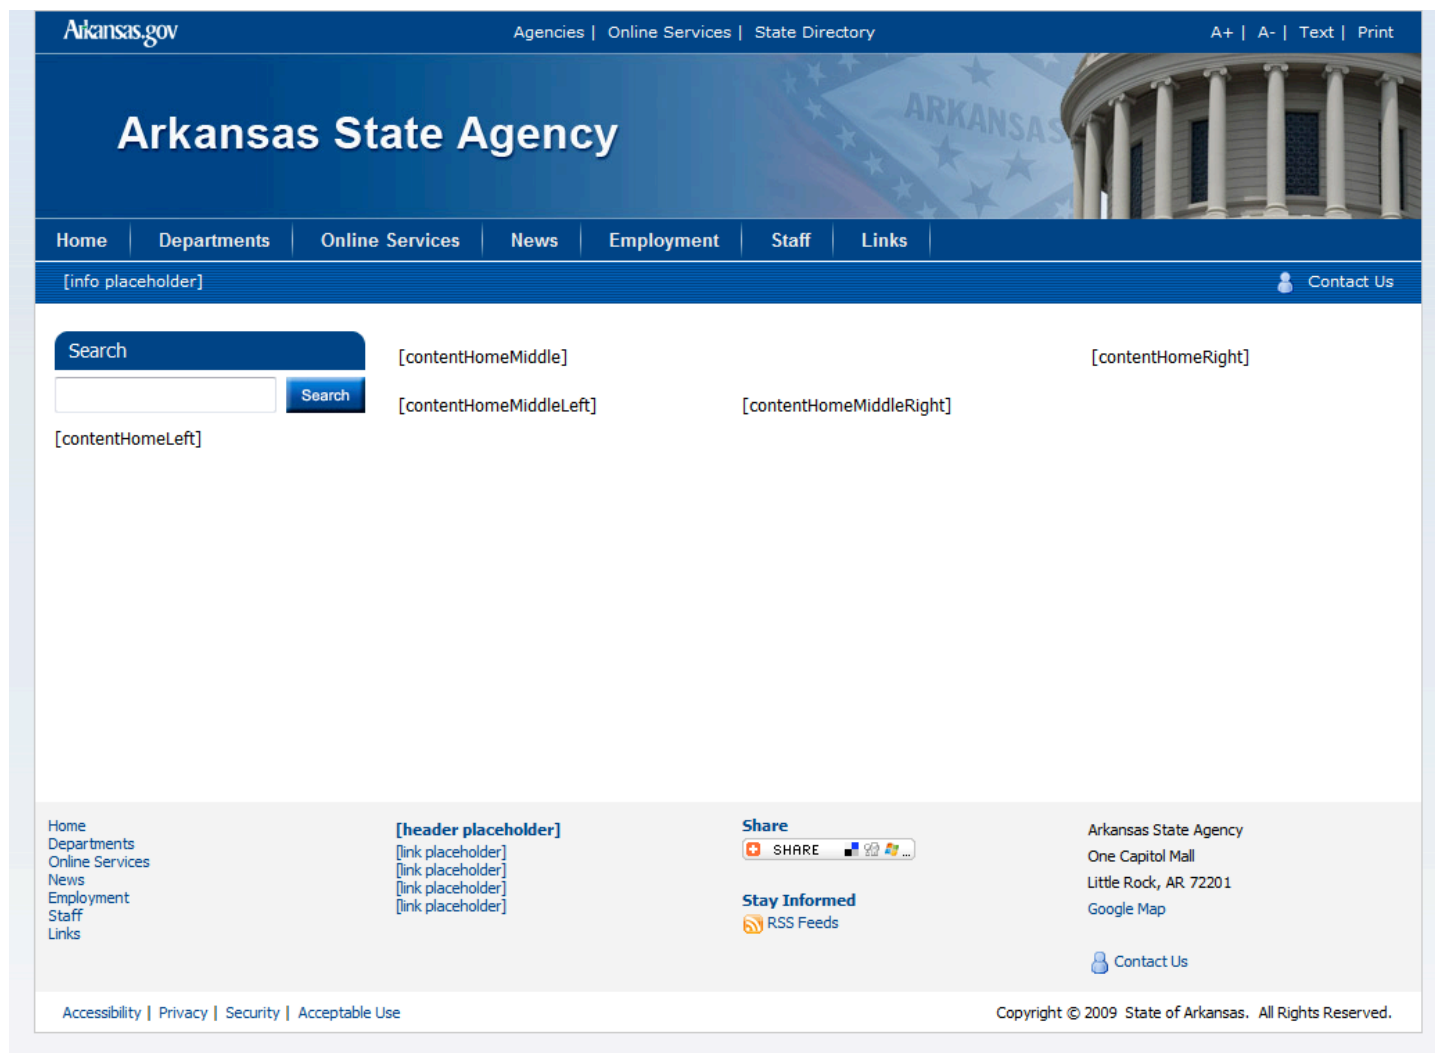 Arkansas.gov
Agencies | Online Services | State Directory
A+ | A- | Text | Print
Arkansas State Agency
ARKANSAS
Home Departments Online Services News Employment Staff Links
[info placeholder]
Contact Us
Search
Search
[contentHomeLeft]
[contentHomeMiddle]
[contentHomeMiddleLeft]
[contentHomeMiddleRight]
[contentHomeRight]
Home
Departments
Online Services
News
Employment
Staff
Links
[header placeholder]
[link placeholder]
[link placeholder]
[link placeholder]
[link placeholder]
Share
SHARE ...
Stay Informed
RSS Feeds
Arkansas State Agency
One Capitol Mall
Little Rock, AR 72201
Google Map
Contact Us
Accessibility | Privacy | Security | Acceptable Use
Copyright © 2009 State of Arkansas. All Rights Reserved.